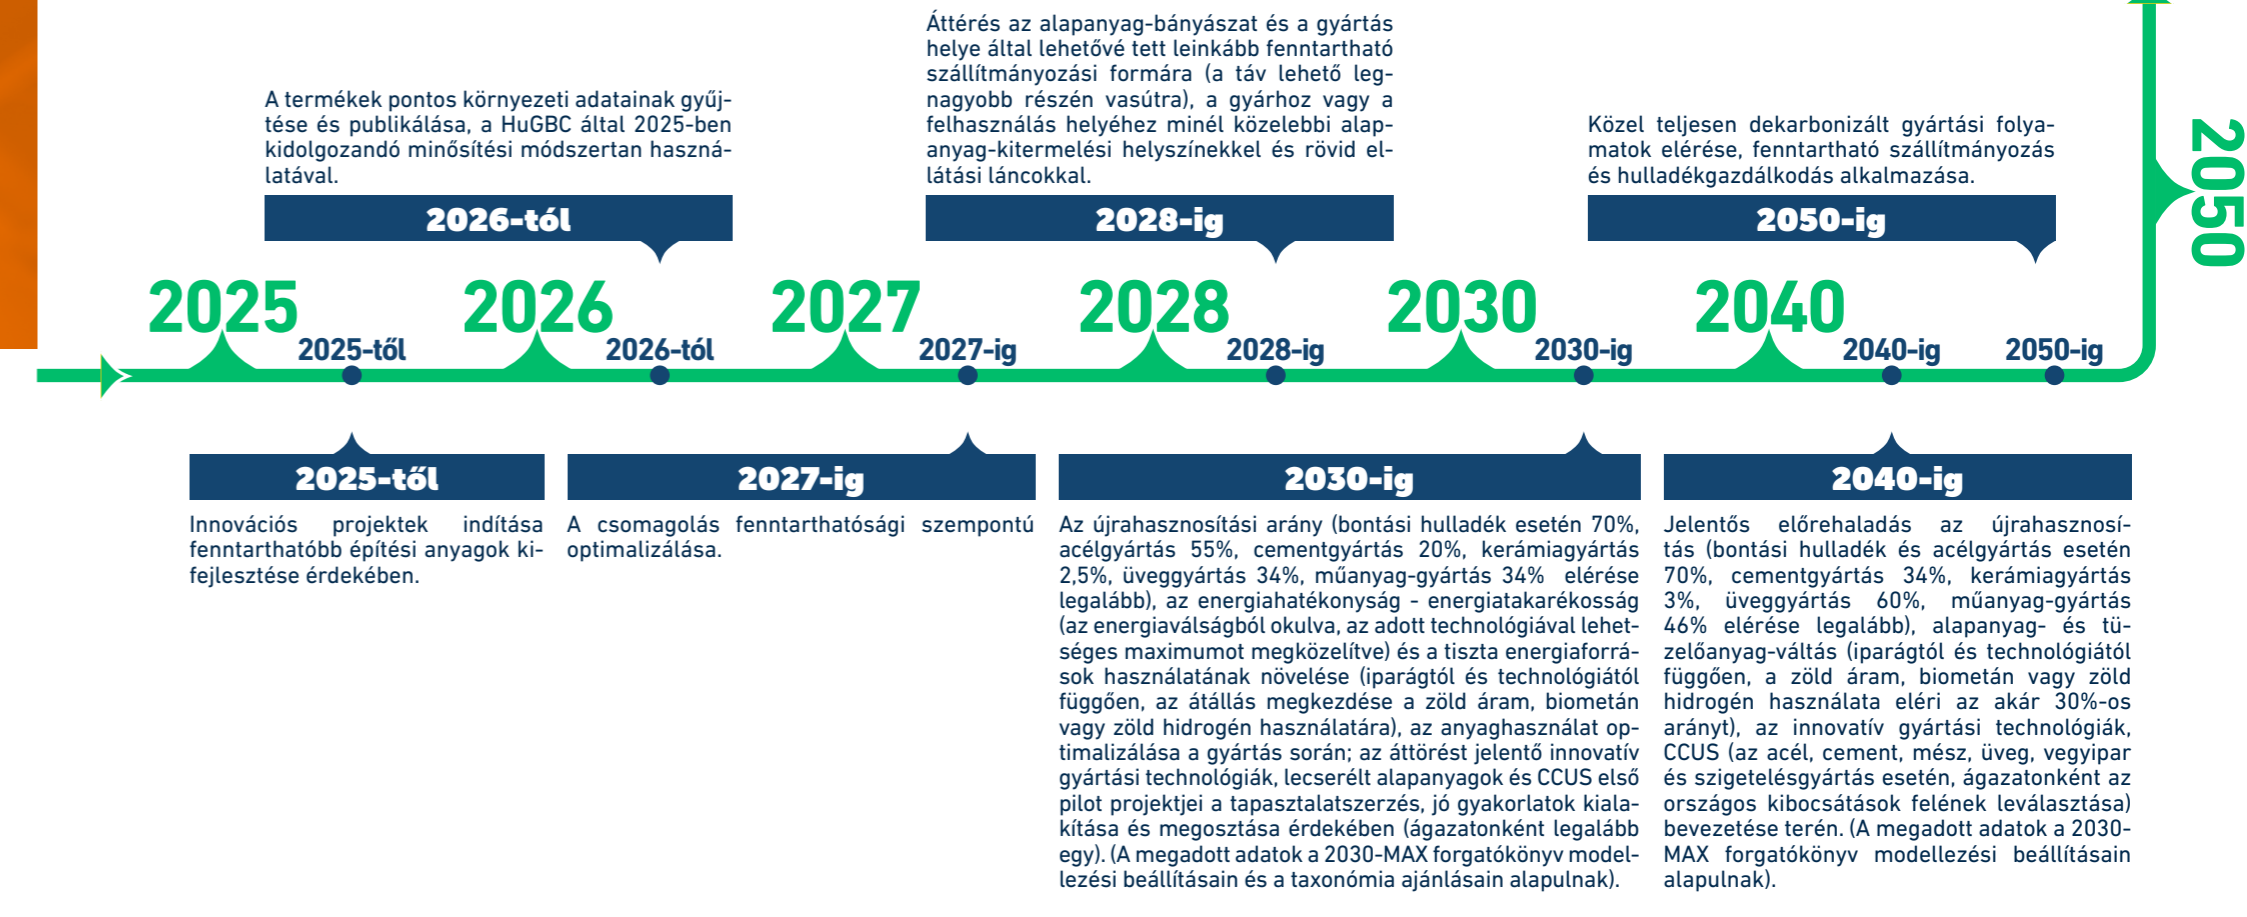 A termékek pontos környezeti adatainak gyűj-
tése és publikálása, a HuGBC által 2025-ben
kidolgozandó minősítési módszertan haszná-
latával.
2026-tól
Áttérés az alapanyag-bányászat és a gyártás
helye által lehetővé tett leinkább fenntartható
szállítmányozási formára (a táv lehető leg-
nagyobb részén vasútra), a gyárhoz vagy a
felhasználás helyéhez minél közelebbi alap-
anyag-kitermelési helyszínekkel és rövid el-
látási láncokkal.
2028-ig
Közel teljesen dekarbonizált gyártási folya-
matok elérése, fenntartható szállítmányozás
és hulladékgazdálkodás alkalmazása.
2050-ig
2050
2025
2026
2027
2028
2030
2040
2025-től
2026-tól
2027-ig
2028-ig
2030-ig
2040-ig
2050-ig
2025-től
Innovációs projektek indítása
fenntarthatóbb építési anyagok ki-
fejlesztése érdekében.
2027-ig
A csomagolás fenntarthatósági szempontú
optimalizálása.
2030-ig
Az újrahasznosítási arány (bontási hulladék esetén 70%,
acélgyártás 55%, cementgyártás 20%, kerámiagyártás
2,5%, üveggyártás 34%, műanyag-gyártás 34% elérése
legalább), az energiahatékonyság - energiatakarékosság
(az energiaválságból okulva, az adott technológiával lehet-
séges maximumot megközelítve) és a tiszta energiaforrá-
sok használatának növelése (iparágtól és technológiától
függően, az átállás megkezdése a zöld áram, biometán
vagy zöld hidrogén használatára), az anyaghasználat op-
timalizálása a gyártás során; az áttörést jelentő innovatív
gyártási technológiák, lecserélt alapanyagok és CCUS első
pilot projektjei a tapasztalatszerzés, jó gyakorlatok kiala-
kítása és megosztása érdekében (ágazatonként legalább
egy). (A megadott adatok a 2030-MAX forgatókönyv model-
lezési beállításain és a taxonómia ajánlásain alapulnak).
2040-ig
Jelentős előrehaladás az újrahasznosí-
tás (bontási hulladék és acélgyártás esetén
70%, cementgyártás 34%, kerámiagyártás
3%, üveggyártás 60%, műanyag-gyártás
46% elérése legalább), alapanyag- és tü-
zelőanyag-váltás (iparágtól és technológiától
függően, a zöld áram, biometán vagy zöld
hidrogén használata eléri az akár 30%-os
arányt), az innovatív gyártási technológiák,
CCUS (az acél, cement, mész, üveg, vegyipar
és szigetelésgyártás esetén, ágazatonként az
országos kibocsátások felének leválasztása)
bevezetése terén. (A megadott adatok a 2030-
MAX forgatókönyv modellezési beállításain
alapulnak).